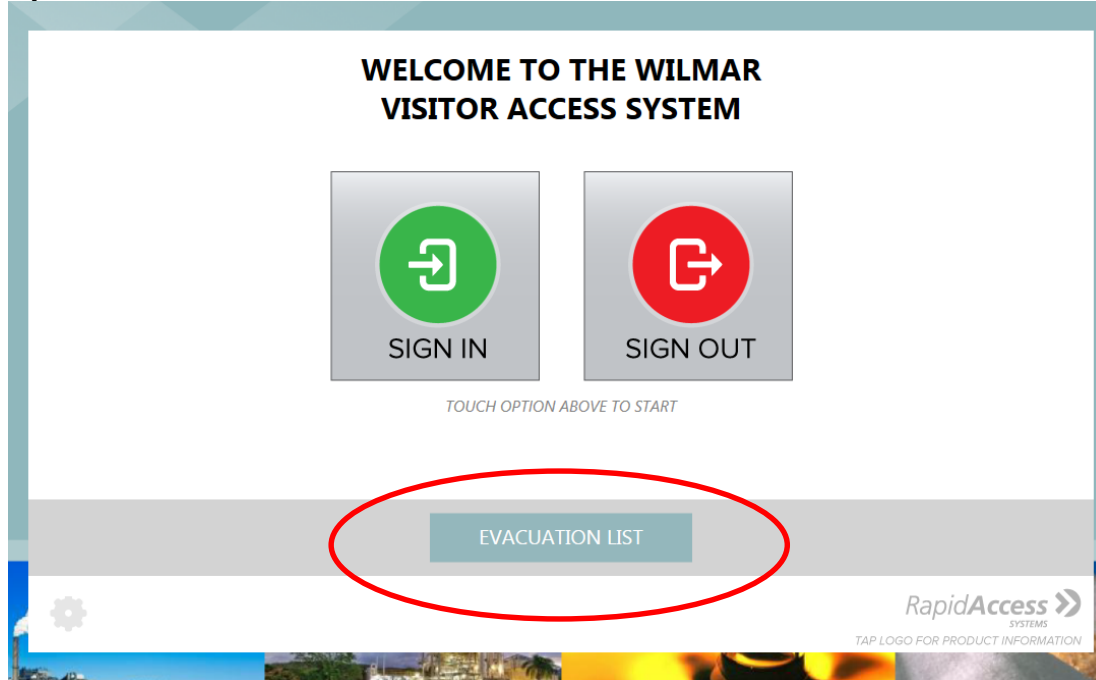 WELCOME TO THE WILMAR
VISITOR ACCESS SYSTEM
SIGN IN
SIGN OUT
TOUCH OPTION ABOVE TO START
EVACUATION LIST
RapidAccess
SYSTEMS
TAP LOGO FOR PRODUCT INFORMATION